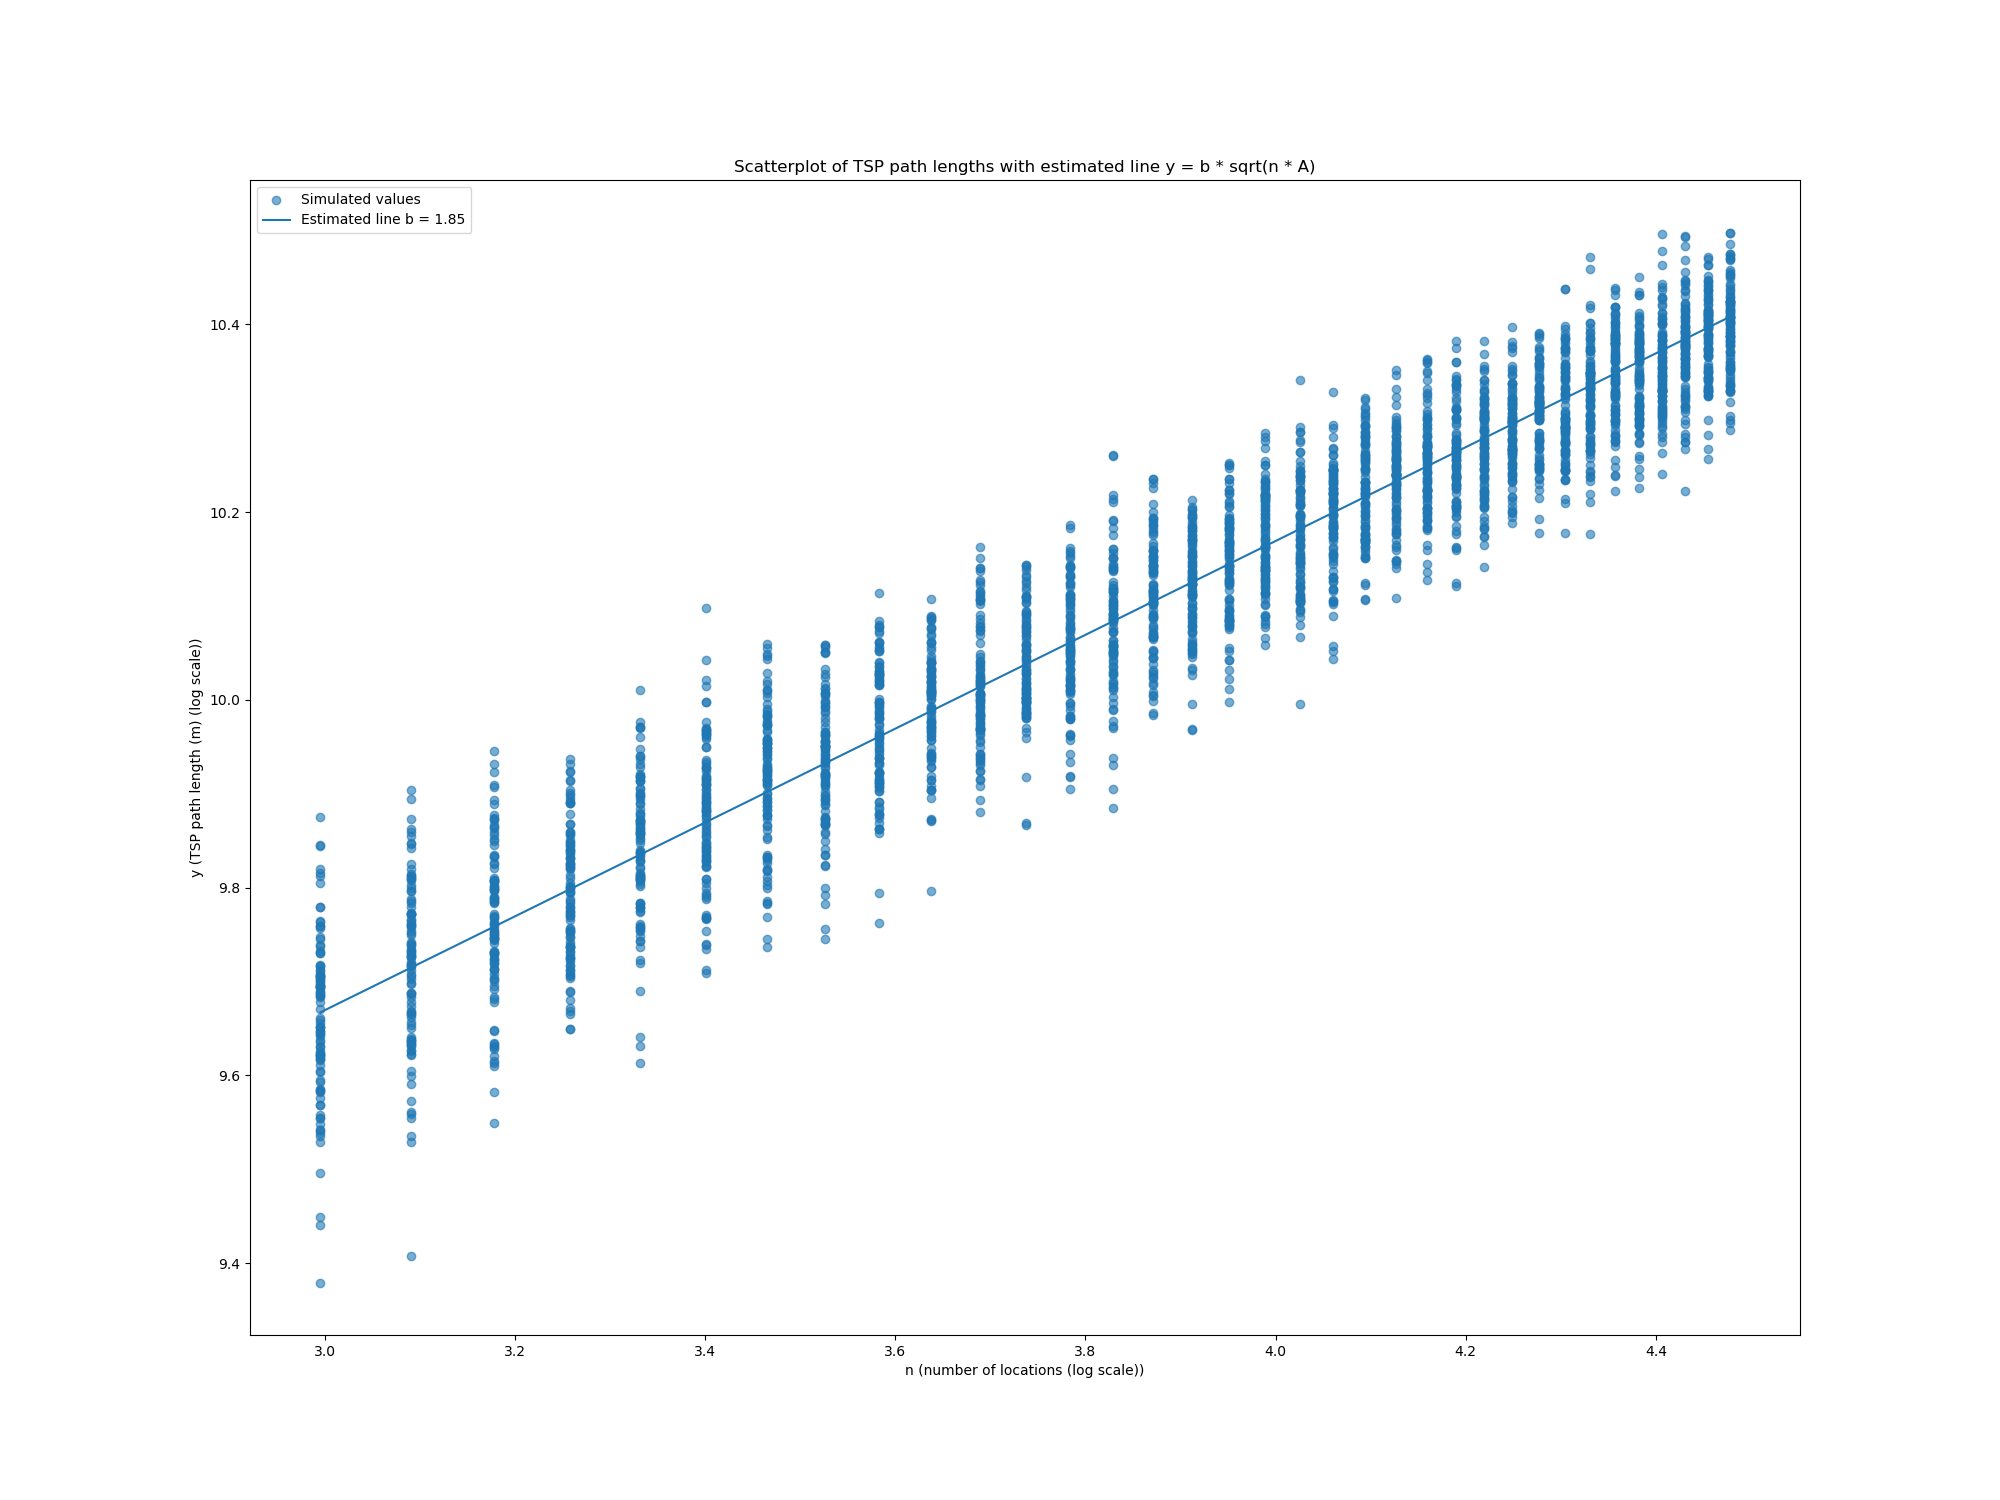 Scatterplot of TSP path lengths with estimated line y = b * sqrt(n * A)
Simulated values
Estimated line b = 1.85
y (TSP path length (m) (log scale))
10.4
10.2
10.0
9.8
9.6
9.4
3.0 3.2 3.4 3.6 3.8 4.0 4.2 4.4
n (number of locations (log scale))